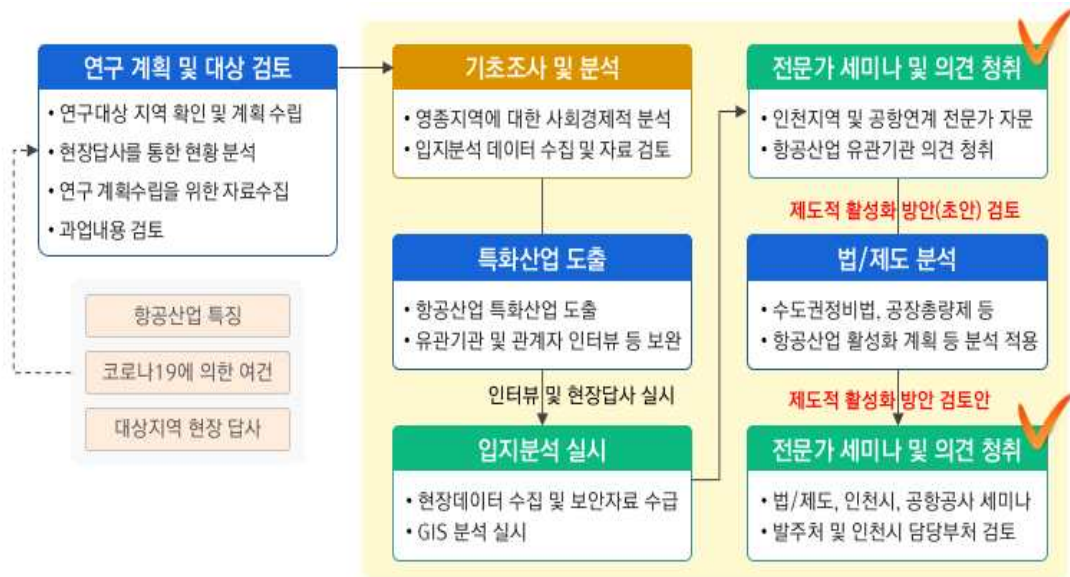 연구 계획 및 대상 검토
• 연구대상 지역 확인 및 계획 수립
• 현장답사를 통한 현황 분석
• 연구 계획수립을 위한 자료수집
• 과업내용 검토
항공산업 특징
코로나19에 의한 여건
대상지역 현장 답사
기초조사 및 분석
• 영종지역에 대한 사회경제적 분석
• 입지분석 데이터 수집 및 자료 검토
특화산업 도출
• 항공산업 특화산업 도출
• 유관기관 및 관계자 인터뷰 등 보완
인터뷰 및 현장답사 실시
입지분석 실시
• 현장데이터 수집 및 보안자료 수급
• GIS 분석 실시
전문가 세미나 및 의견 청취
• 인천지역 및 공항연계 전문가 자문
• 항공산업 유관기관 의견 청취
제도적 활성화 방안(초안) 검토
법/제도 분석
• 수도권정비법, 공장총량제 등
• 항공산업 활성화 계획 등 분석 적용
제도적 활성화 방안 검토안
전문가 세미나 및 의견 청취
• 법/제도, 인천시, 공항공사 세미나
• 발주처 및 인천시 담당부처 검토